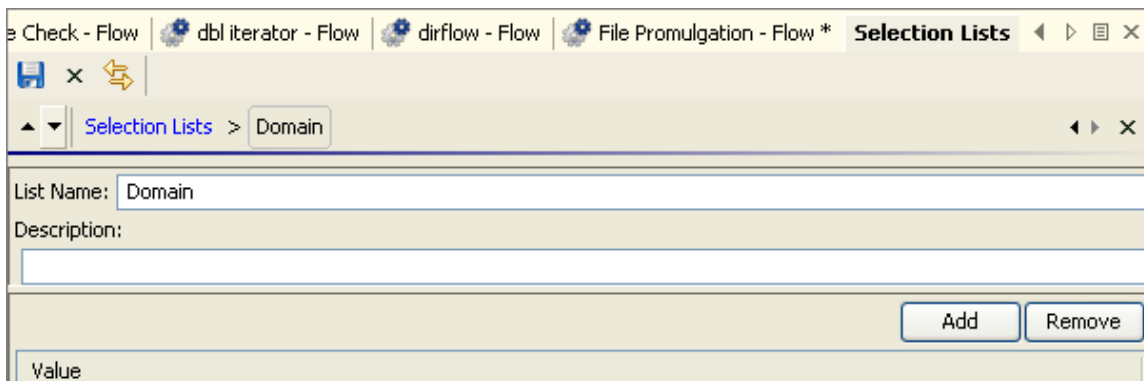 e Check - Flow dbl iterator - Flow dirflow - Flow File Promulgation - Flow * Selection Lists
Selection Lists > Domain
List Name: Domain
Description:
Add Remove
Value